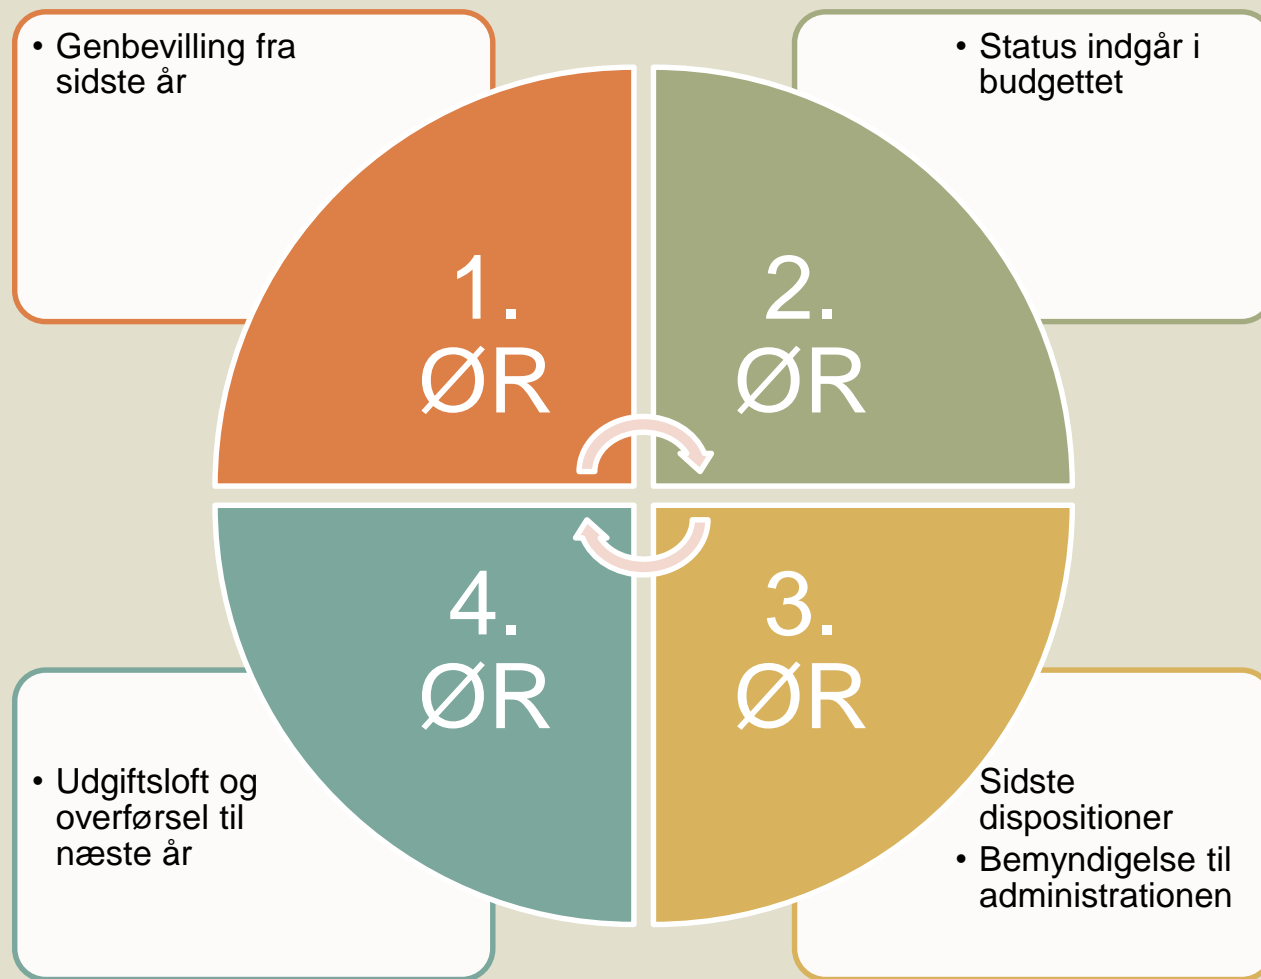 • Genbevilling fra
sidste år
• Status indgår i
budgettet
1.
ØR
2.
ØR
4.
ØR
3.
ØR
• Udgiftsloft og
overførsel til
næste år
Sidste
dispositioner
• Bemyndigelse til
administrationen